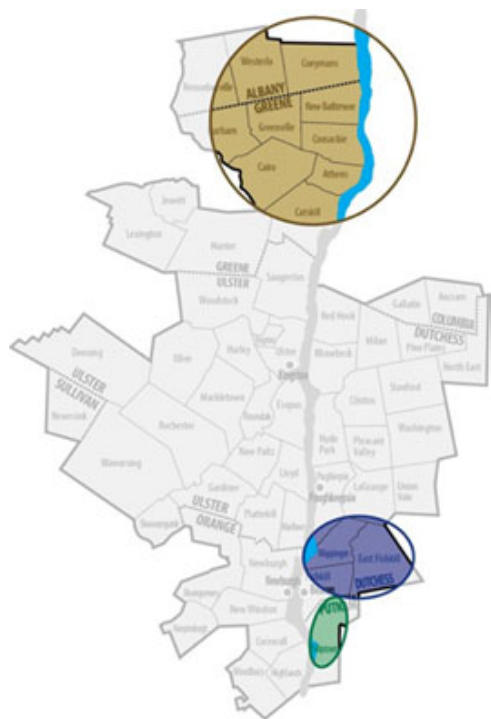 Westerlo
Coeymans
ALBANY
GREENE
New Baltimore
Greenville
Coxsackie
Cairo
Athens
Catskill
Jewett
Lexington
Hunter
GREENE
ULSTER
Woodstock
Saugerties
Gallatin
Ancram
COLUMBIA
DUTCHESS
Red Hook
Milan
Pine Plains
North East
Denning
Olive
Hurley
Ulster
Rhinebeck
Kingston
Stanford
ULSTER
SULLIVAN
Neversink
Marbletown
Esopus
Clinton
Rochester
Rosendale
Washington
Hyde
Park
Pleasant
Valley
New Paltz
Wawarsing
Lloyd
Poughkeepsie
LaGrange
Union
Vale
Gardiner
ULSTER
ORANGE
Shawangunk
Plattekill
Wappinger
East Fishkill
Newburgh
DUTCHESS
Newburgh
Montgomery
New Windsor
Cornwall
Highlands